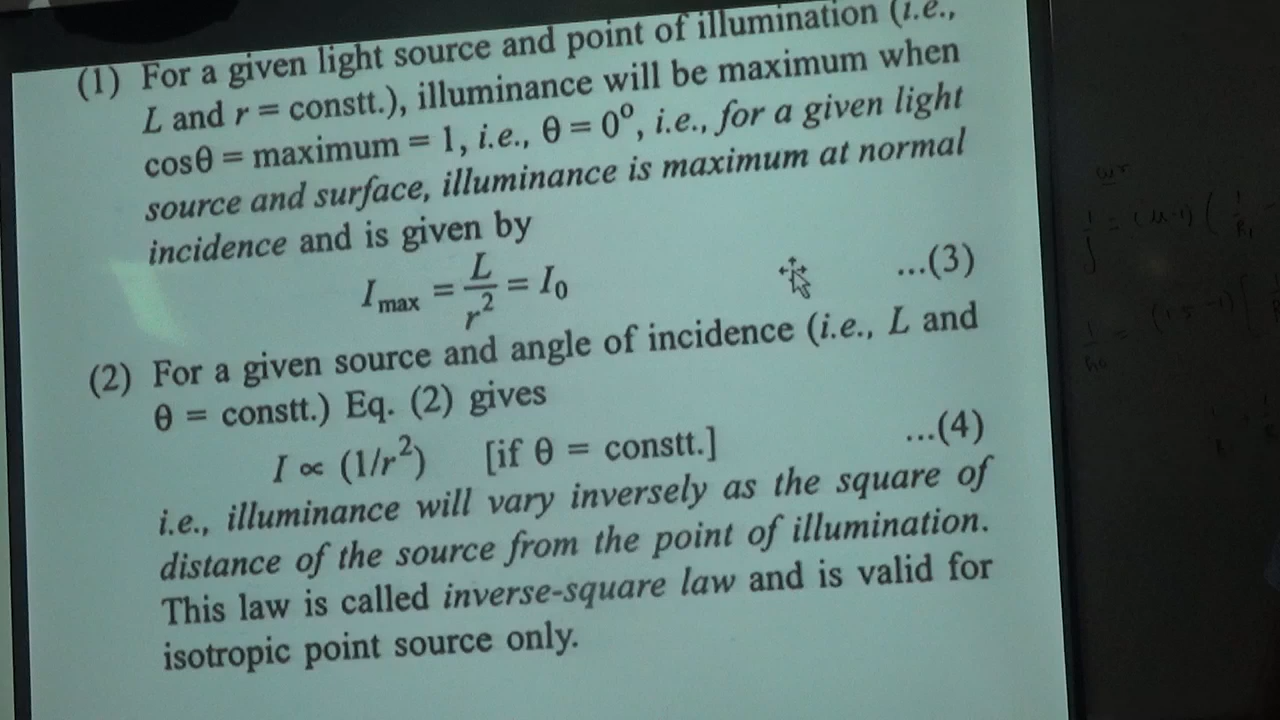 (1) For a given light source and point of illumination (i.e.,
L and r = constt.), illuminance will be maximum when
cosθ = maximum = 1, i.e., θ = 0°, i.e., for a given light
source and surface, illuminance is maximum at normal
incidence and is given by
I_max = L/r² = I₀ ...(3)
(2) For a given source and angle of incidence (i.e., L and
θ = constt.) Eq. (2) gives
I ∝ (1/r²) [if θ = constt.] ...(4)
i.e., illuminance will vary inversely as the square of
distance of the source from the point of illumination.
This law is called inverse-square law and is valid for
isotropic point source only.